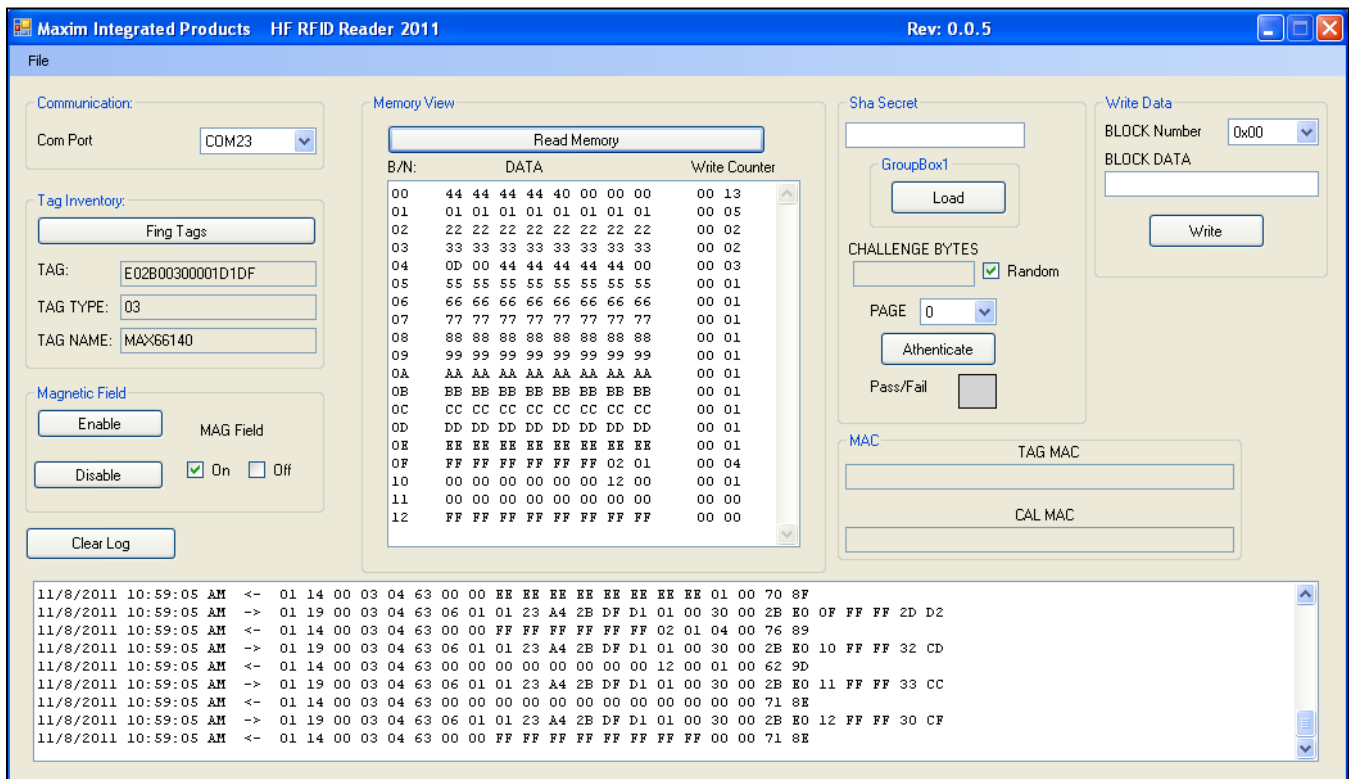 Maxim Integrated Products HF RFID Reader 2011 Rev: 0.0.5
File
Communication:
Com Port COM23
Tag Inventory:
Fing Tags
TAG: E02B00300001D1DF
TAG TYPE: 03
TAG NAME: MAX66140
Magnetic Field
Enable
MAG Field
Disable
On Off
Clear Log
Memory View
Read Memory
B/N: DATA Write Counter
00 44 44 44 44 40 00 00 00 00 13
01 01 01 01 01 01 01 01 01 00 05
02 22 22 22 22 22 22 22 22 00 02
03 33 33 33 33 33 33 33 33 00 02
04 0D 00 44 44 44 44 44 00 00 03
05 55 55 55 55 55 55 55 55 00 01
06 66 66 66 66 66 66 66 66 00 01
07 77 77 77 77 77 77 77 77 00 01
08 88 88 88 88 88 88 88 88 00 01
09 99 99 99 99 99 99 99 99 00 01
0A AA AA AA AA AA AA AA AA 00 01
0B BB BB BB BB BB BB BB BB 00 01
0C CC CC CC CC CC CC CC CC 00 01
0D DD DD DD DD DD DD DD DD 00 01
0E EE EE EE EE EE EE EE EE 00 01
0F FF FF FF FF FF FF 02 01 00 04
10 00 00 00 00 00 00 12 00 00 01
11 00 00 00 00 00 00 00 00 00 00
12 FF FF FF FF FF FF FF FF 00 00
Sha Secret
GroupBox1
Load
CHALLENGE BYTES
Random
PAGE 0
Athenticate
Pass/Fail
Write Data
BLOCK Number 0x00
BLOCK DATA
Write
MAC
TAG MAC
CAL MAC
11/8/2011 10:59:05 AM <- 01 14 00 03 04 63 00 00 EE EE EE EE EE EE EE EE 01 00 70 8F
11/8/2011 10:59:05 AM -> 01 19 00 03 04 63 06 01 01 23 A4 2B DF D1 01 00 30 00 2B E0 0F FF FF 2D D2
11/8/2011 10:59:05 AM <- 01 14 00 03 04 63 00 00 FF FF FF FF FF FF 02 01 04 00 76 89
11/8/2011 10:59:05 AM -> 01 19 00 03 04 63 06 01 01 23 A4 2B DF D1 01 00 30 00 2B E0 10 FF FF 32 CD
11/8/2011 10:59:05 AM <- 01 14 00 03 04 63 00 00 00 00 00 00 00 00 12 00 01 00 62 9D
11/8/2011 10:59:05 AM -> 01 19 00 03 04 63 06 01 01 23 A4 2B DF D1 01 00 30 00 2B E0 11 FF FF 33 CC
11/8/2011 10:59:05 AM <- 01 14 00 03 04 63 00 00 00 00 00 00 00 00 00 00 00 00 71 8E
11/8/2011 10:59:05 AM -> 01 19 00 03 04 63 06 01 01 23 A4 2B DF D1 01 00 30 00 2B E0 12 FF FF 30 CF
11/8/2011 10:59:05 AM <- 01 14 00 03 04 63 00 00 FF FF FF FF FF FF FF FF 00 00 71 8E